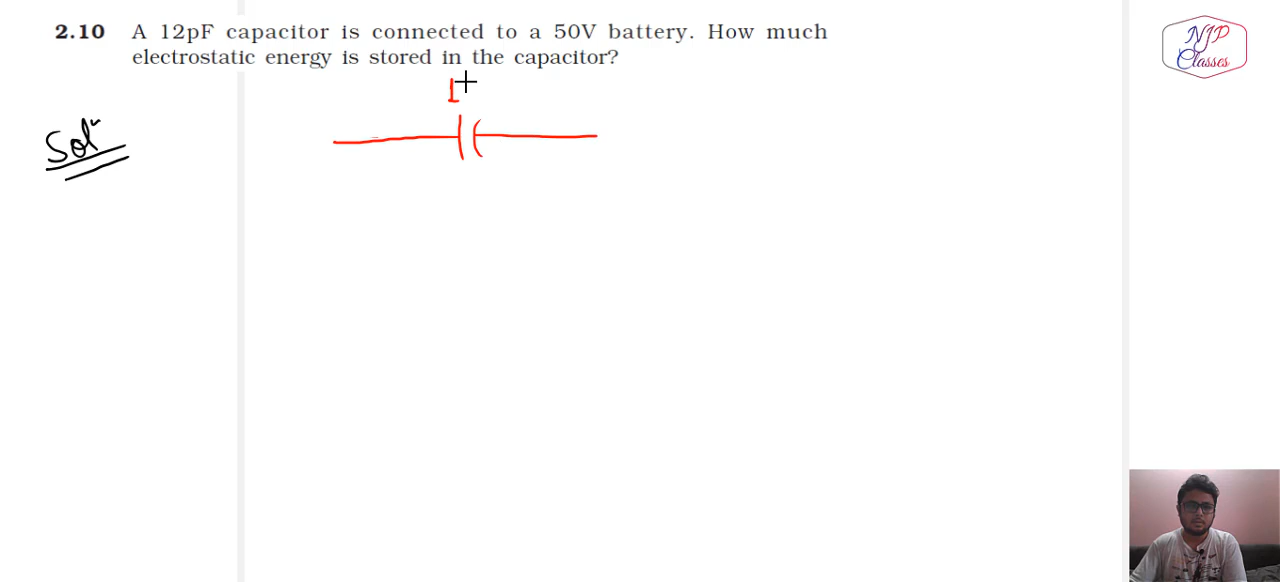 2.10 A 12pF capacitor is connected to a 50V battery. How much
electrostatic energy is stored in the capacitor?
Solⁿ
1
NJP
Classes